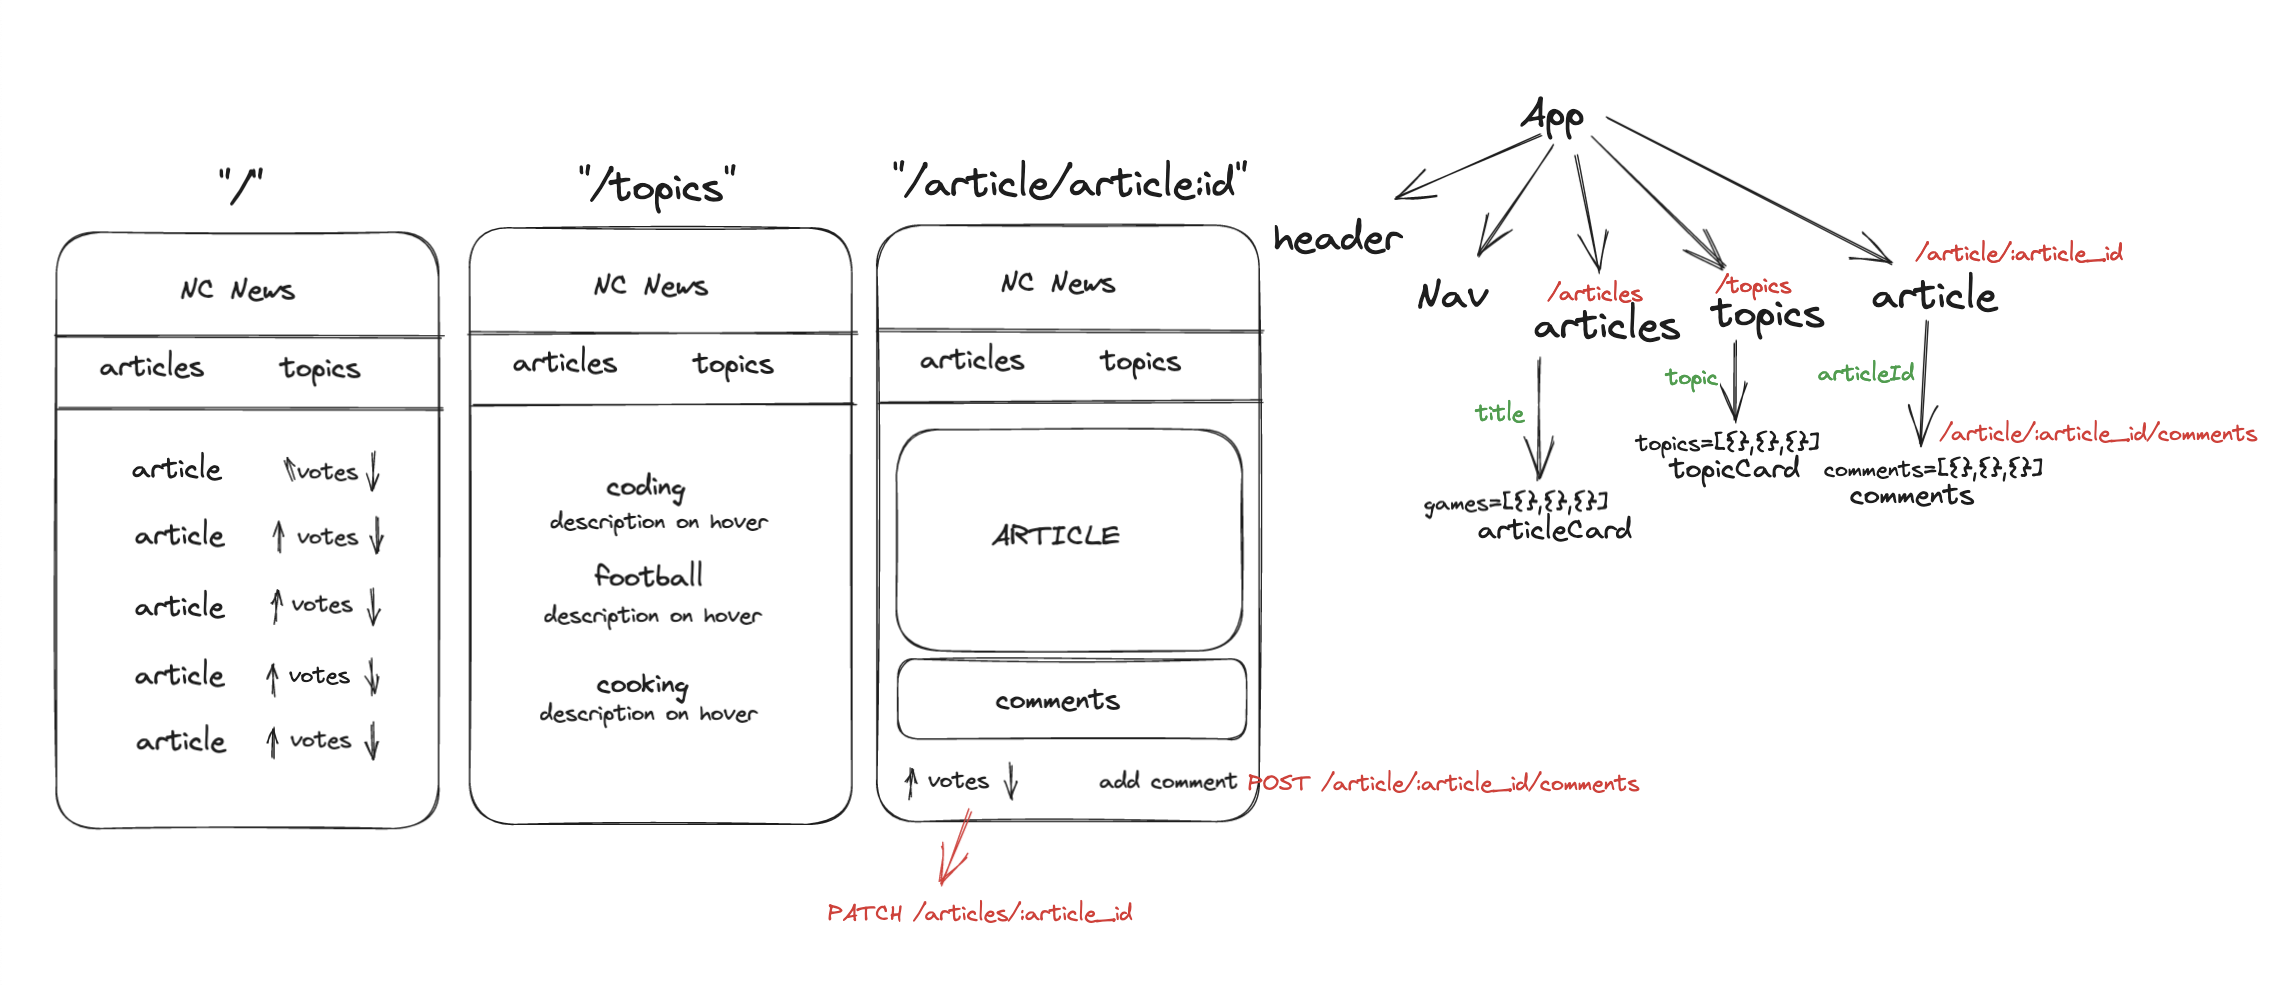 "/"
NC News
articles topics
article votes
article votes
article votes
article votes
article votes
"/topics"
NC News
articles topics
coding
description on hover
football
description on hover
cooking
description on hover
"/article/article:id"
NC News
articles topics
ARTICLE
comments
votes add comment POST /article/:article_id/comments
PATCH /articles/:article_id
App
header
Nav
/articles
articles
/topics
topics
/article/:article_id
article
title
games=[{},{},{}]
articleCard
topic
topics=[{},{},{}]
topicCard
articleId
/article/:article_id/comments
comments=[{},{},{}]
comments